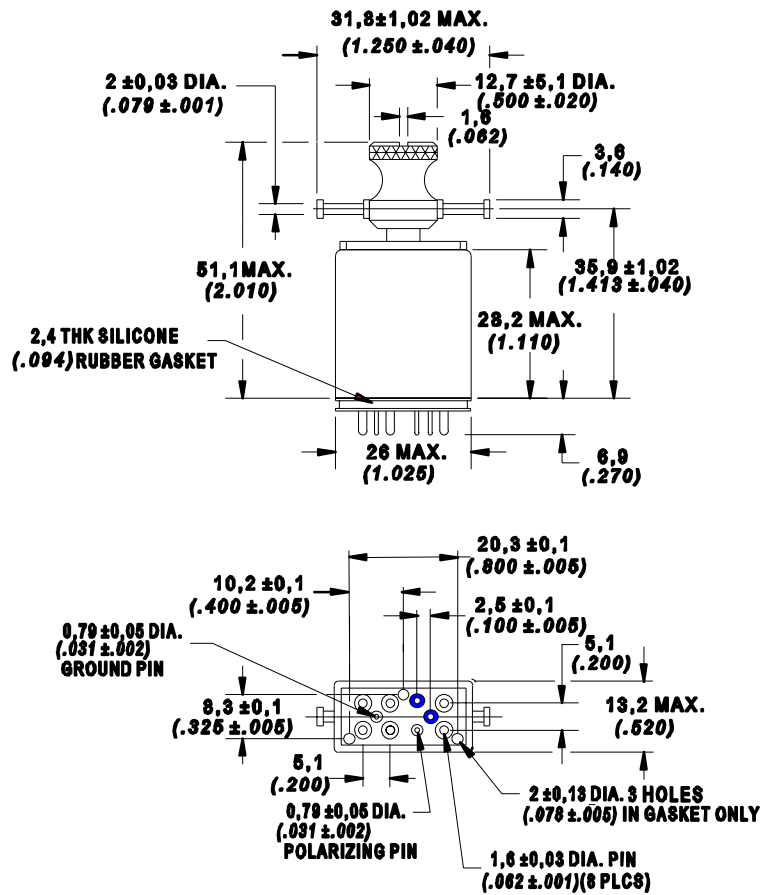 31,8±1,02 MAX.
(1.250 ±.040)
2 ±0,03 DIA.
(.079 ±.001)
12,7 ±5,1 DIA.
(.500 ±.020)
1,6
(.062)
3,6
(.140)
51,1MAX.
(2.010)
35,9 ±1,02
(1.413 ±.040)
28,2 MAX.
(1.110)
2,4 THK SILICONE
(.094) RUBBER GASKET
26 MAX.
(1.025)
6,9
(.270)
20,3 ±0,1
(.800 ±.005)
10,2 ±0,1
(.400 ±.005)
2,5 ±0,1
(.100 ±.005)
0,79 ±0,05 DIA.
(.031 ±.002)
GROUND PIN
5,1
(.200)
8,3 ±0,1
(.325 ±.005)
13,2 MAX.
(.520)
5,1
(.200)
2 ±0,13 DIA. 3 HOLES
(.078 ±.005) IN GASKET ONLY
0,79 ±0,05 DIA.
(.031 ±.002)
POLARIZING PIN
1,6 ±0,03 DIA. PIN
(.062 ±.001)(8 PLCS)